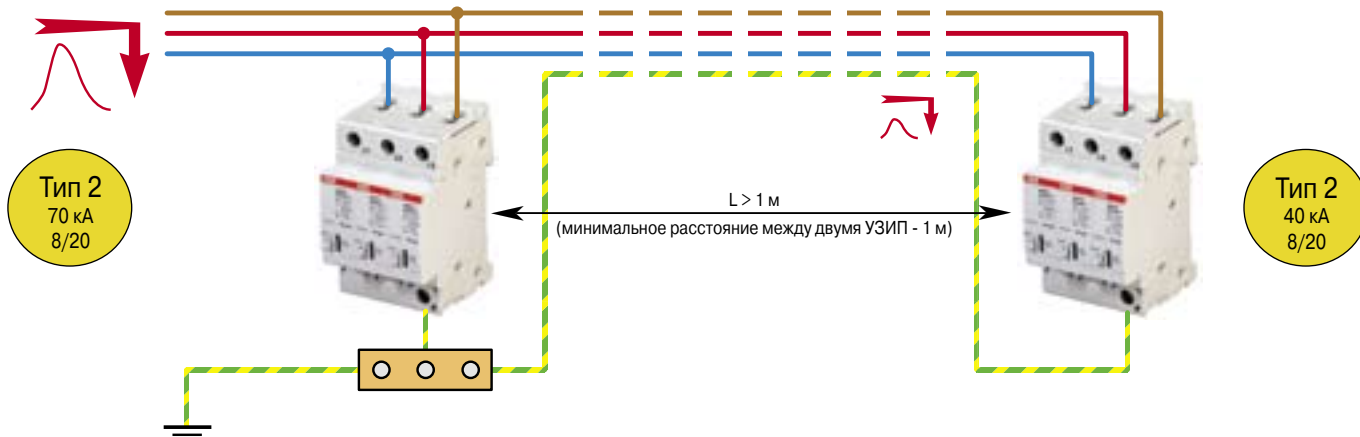 Тип 2
70 кА
8/20
L > 1 м
(минимальное расстояние между двумя УЗИП - 1 м)
Тип 2
40 кА
8/20